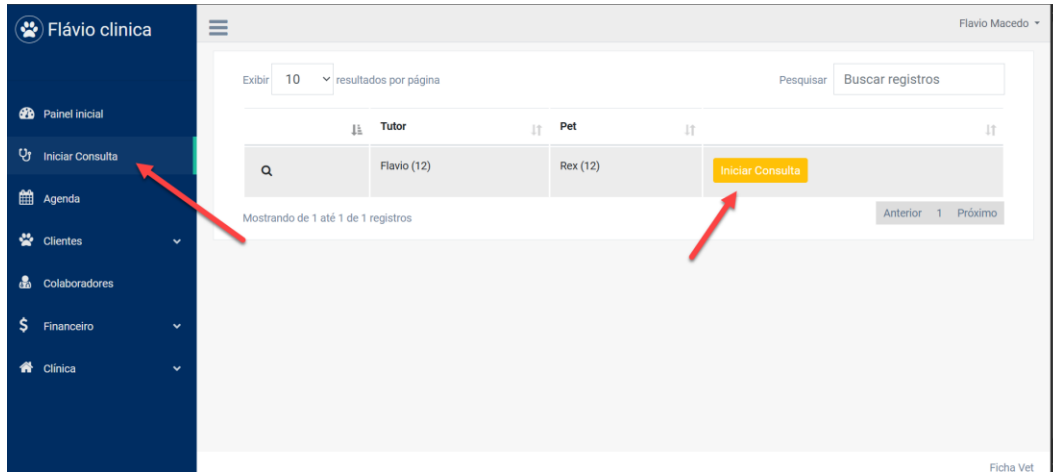 Flávio clinica
Flavio Macedo
Painel inicial
Iniciar Consulta
Agenda
Clientes
Colaboradores
Financeiro
Clínica
Exibir 10 resultados por página
Pesquisar Buscar registros
Tutor Pet
Flavio (12) Rex (12) Iniciar Consulta
Mostrando de 1 até 1 de 1 registros
Anterior 1 Próximo
Ficha Vet